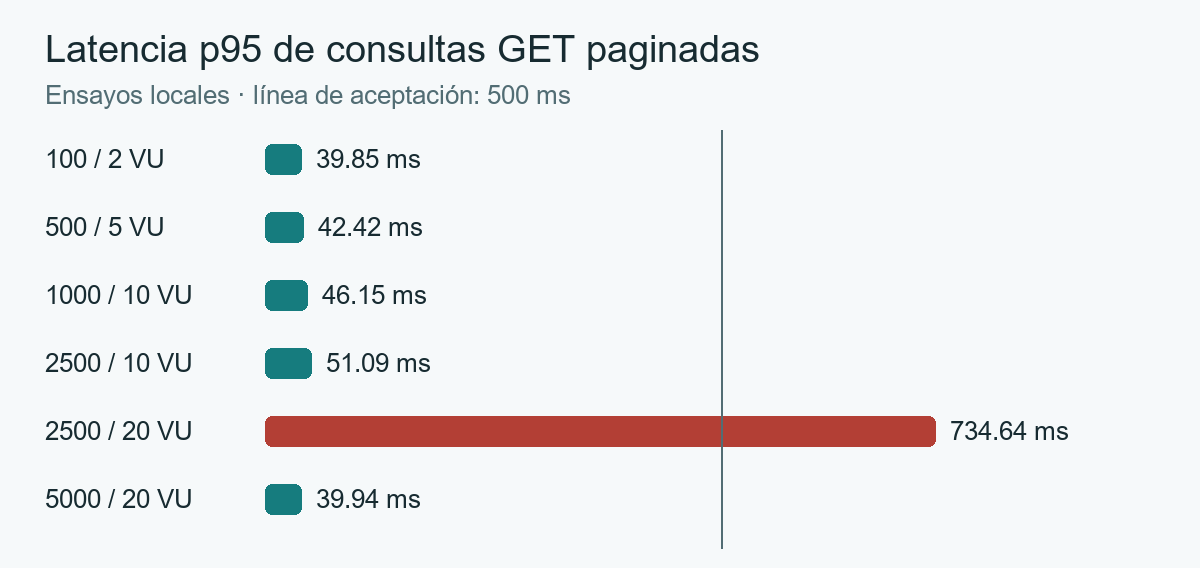 Latencia p95 de consultas GET paginadas
Ensayos locales · línea de aceptación: 500 ms
100 / 2 VU 39.85 ms
500 / 5 VU 42.42 ms
1000 / 10 VU 46.15 ms
2500 / 10 VU 51.09 ms
2500 / 20 VU 734.64 ms
5000 / 20 VU 39.94 ms